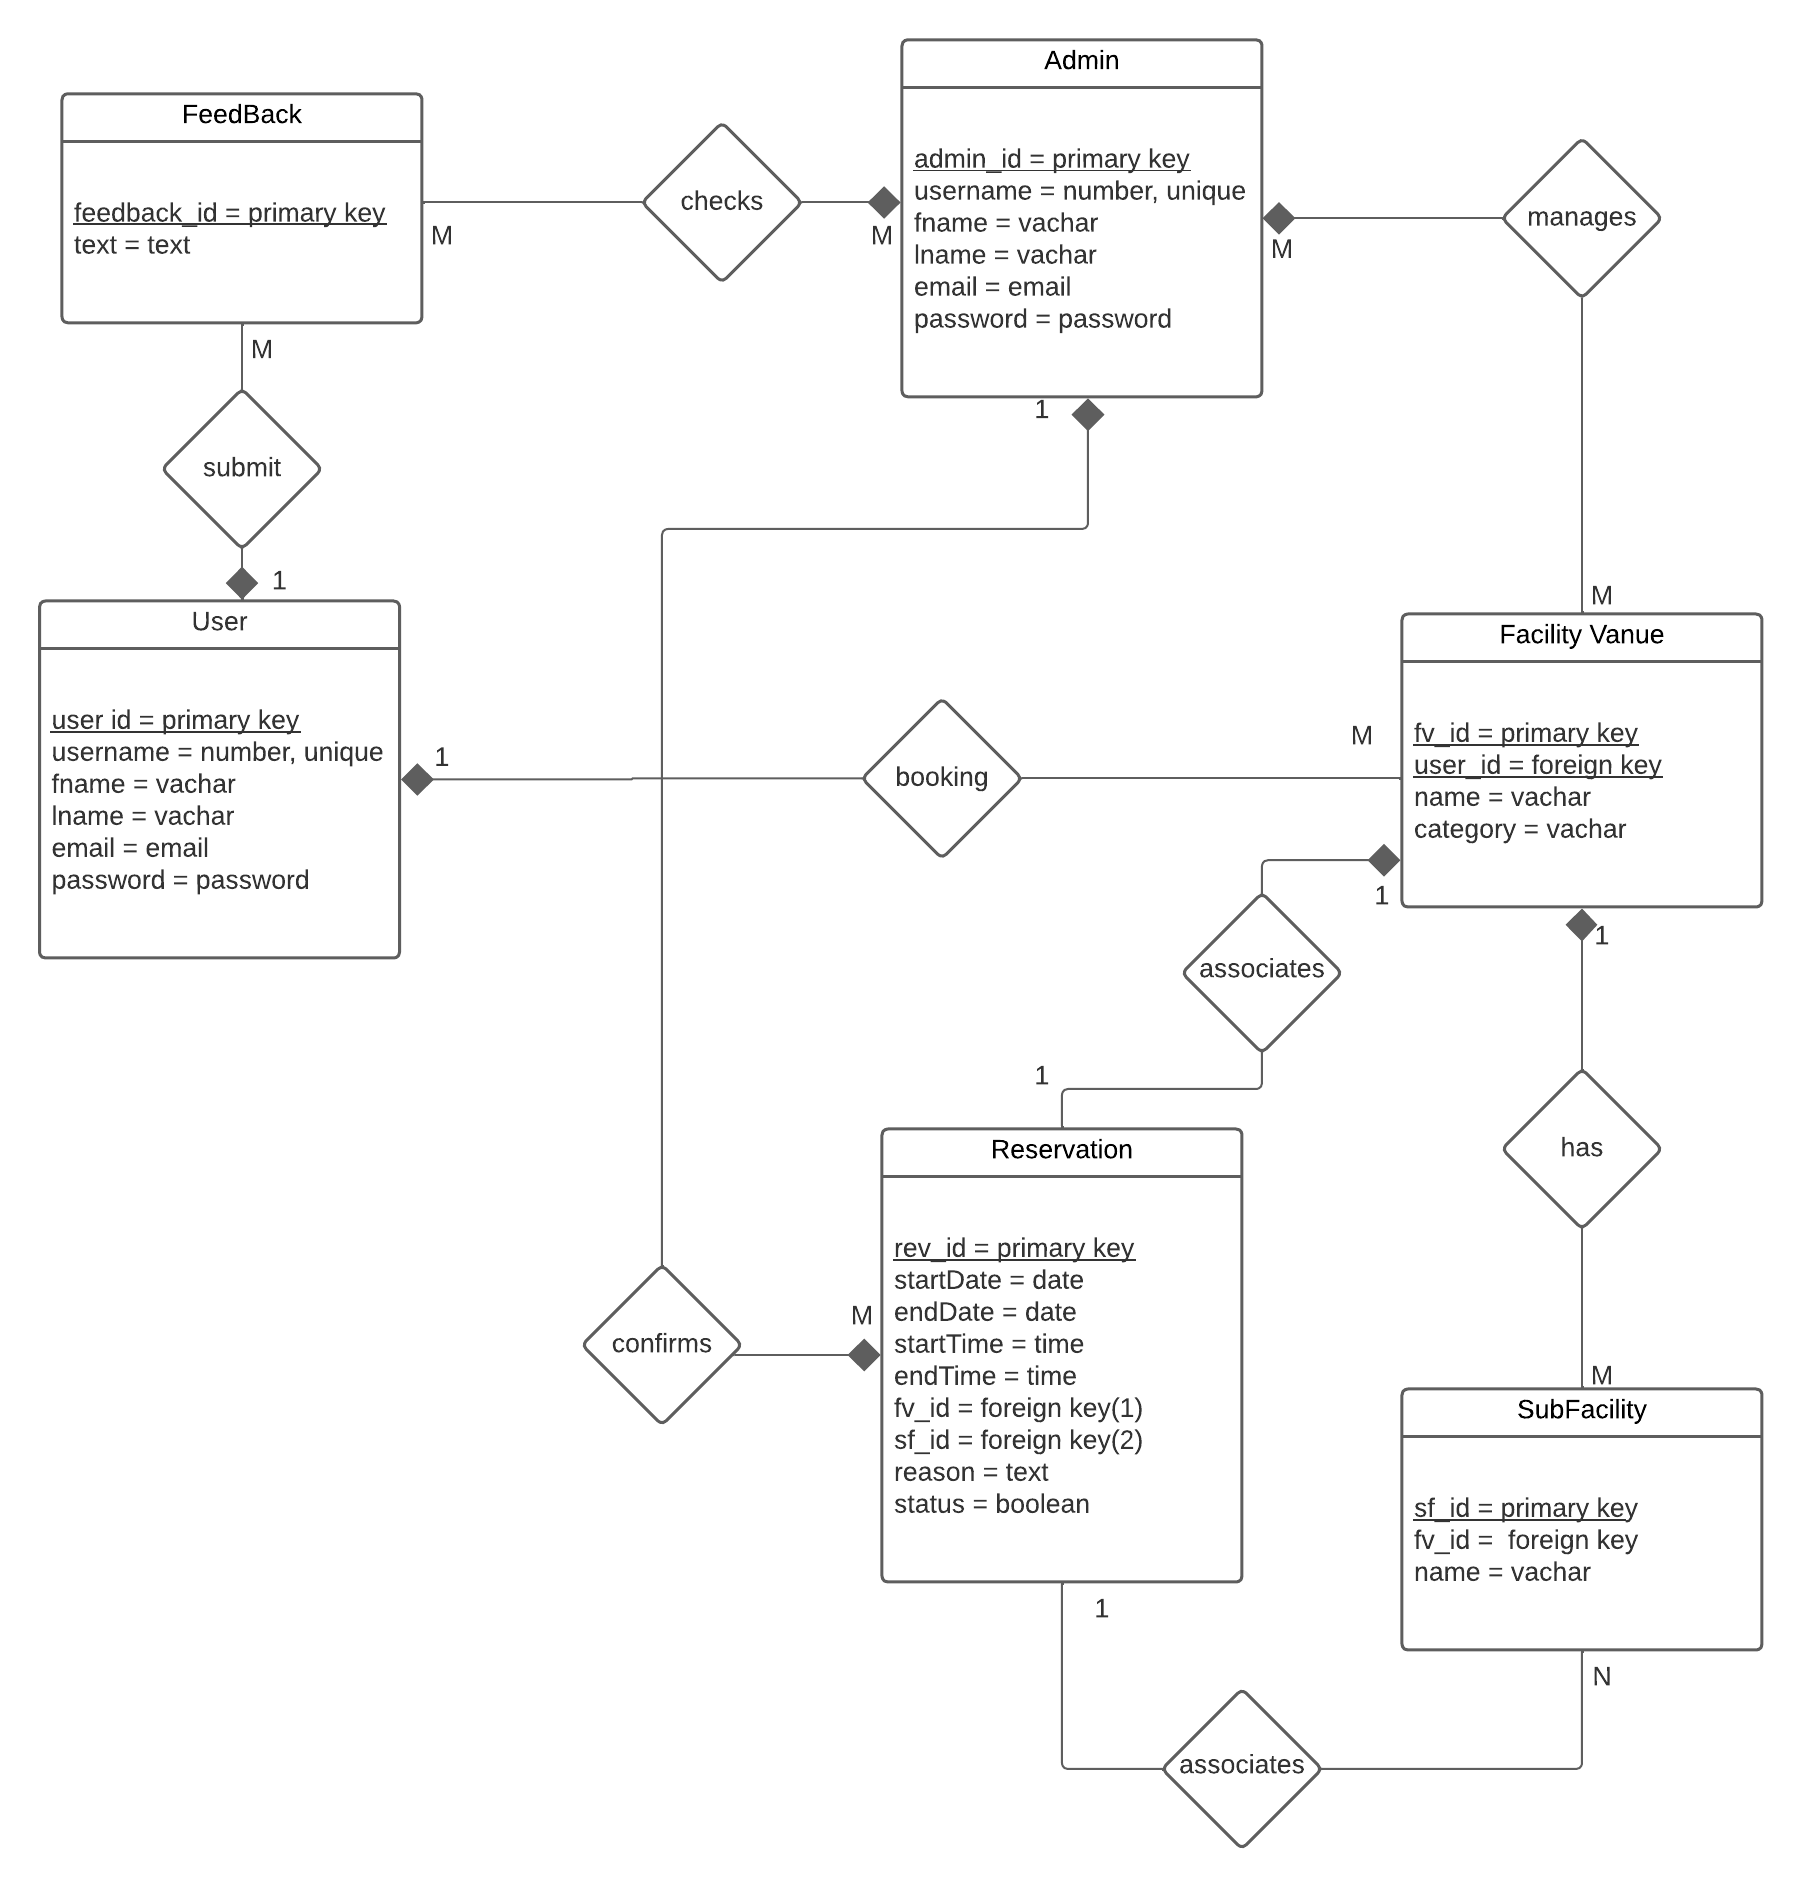 Admin
admin_id = primary key
username = number, unique
fname = vachar
lname = vachar
email = email
password = password
FeedBack
feedback_id = primary key
text = text
checks
M
M
manages
M
M
M
submit
1
1
User
user id = primary key
username = number, unique
fname = vachar
lname = vachar
email = email
password = password
1
booking
M
Facility Vanue
fv_id = primary key
user_id = foreign key
name = vachar
category = vachar
1
1
associates
1
has
Reservation
rev_id = primary key
startDate = date
endDate = date
startTime = time
endTime = time
fv_id = foreign key(1)
sf_id = foreign key(2)
reason = text
status = boolean
confirms
M
M
SubFacility
sf_id = primary key
fv_id =  foreign key
name = vachar
1
N
associates